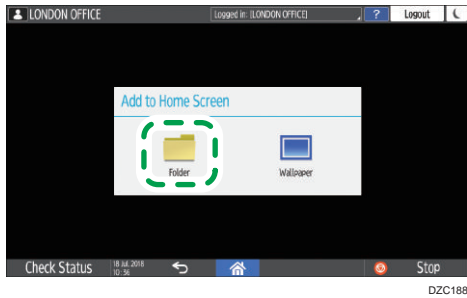 LONDON OFFICE
Logged in: [LONDON OFFICE]
?
Logout
Add to Home Screen
Folder
Wallpaper
Check Status
18 Jul. 2018
10:36
Stop
DZC188